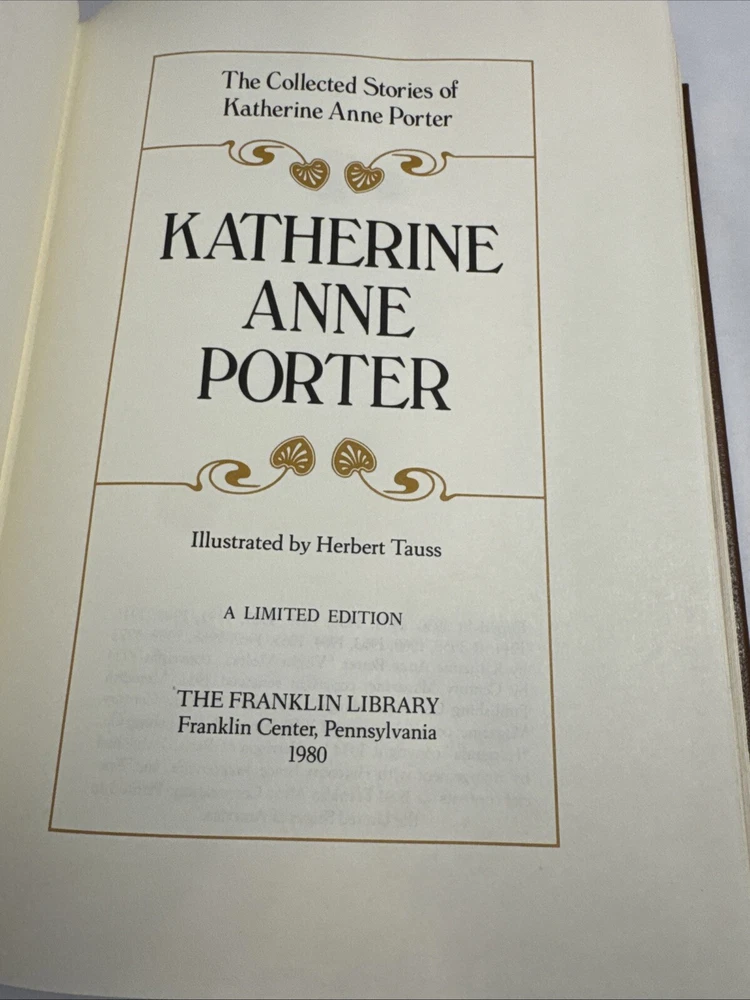 The Collected Stories of
Katherine Anne Porter
KATHERINE
ANNE
PORTER
Illustrated by Herbert Tauss
A LIMITED EDITION
THE FRANKLIN LIBRARY
Franklin Center, Pennsylvania
1980